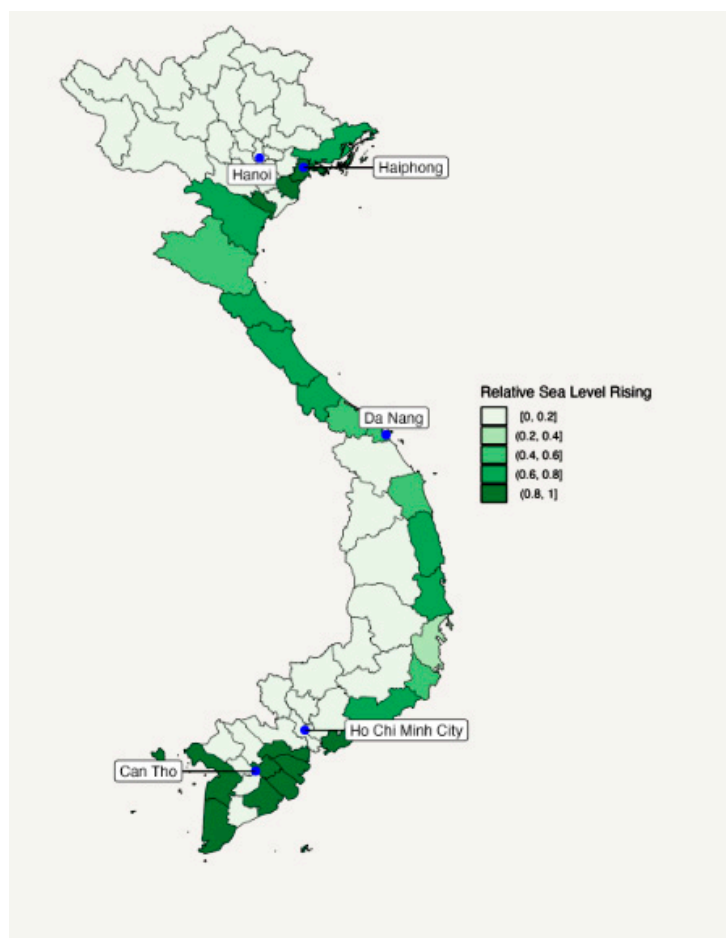 Hanoi
Haiphong
Da Nang
Relative Sea Level Rising
[0, 0.2]
(0.2, 0.4]
(0.4, 0.6]
(0.6, 0.8]
(0.8, 1]
Ho Chi Minh City
Can Tho